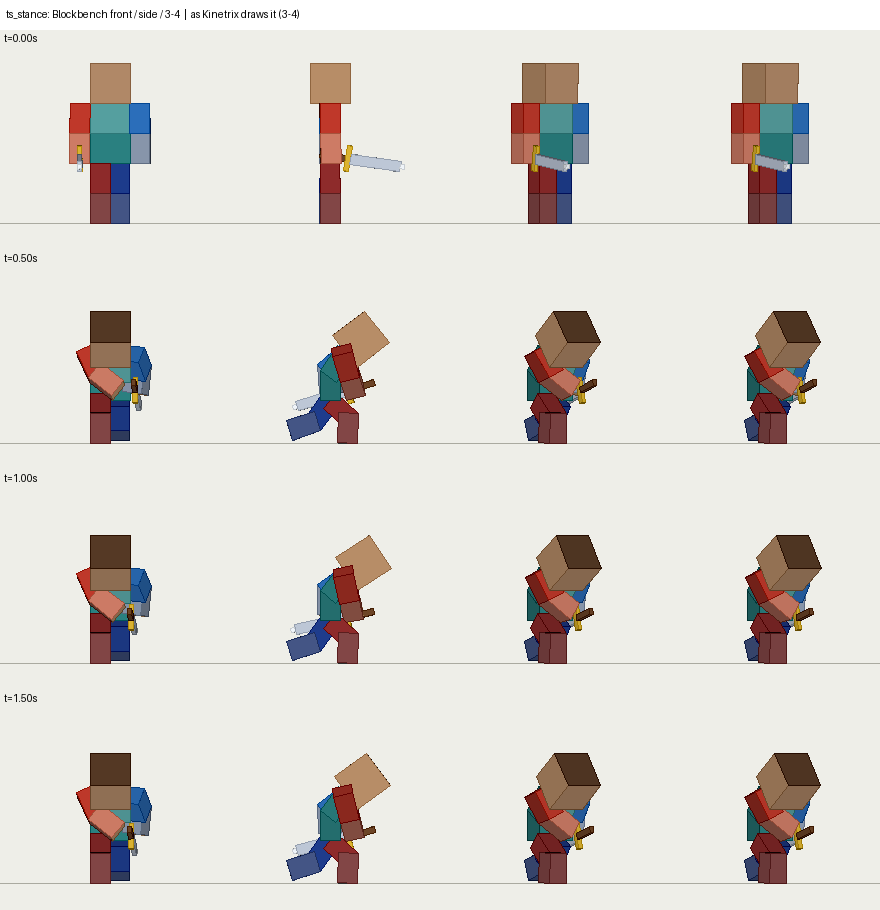 ts_stance: Blockbench front / side / 3-4 | as Kinetrix draws it (3-4)
t=0.00s
t=0.50s
t=1.00s
t=1.50s